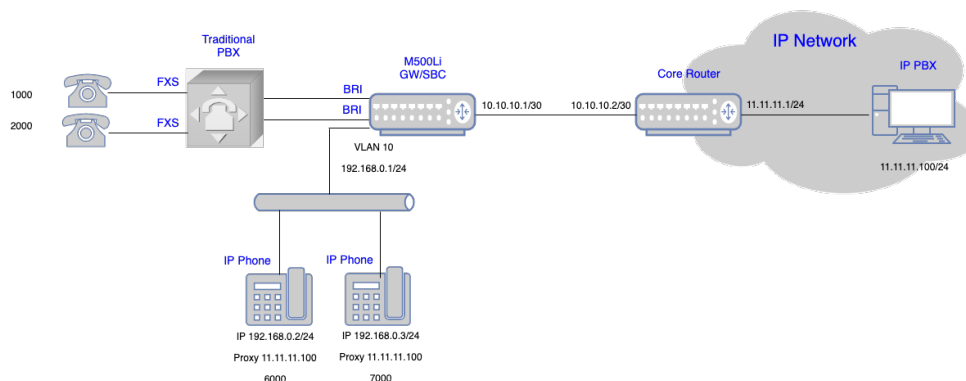 IP Network
Traditional
PBX
M500Li
GW/SBC
Core Router
IP PBX
FXS
BRI
1000
BRI
10.10.10.1/30
10.10.10.2/30
11.11.11.1/24
2000
FXS
VLAN 10
192.168.0.1/24
11.11.11.100/24
IP Phone
IP Phone
IP 192.168.0.2/24
IP 192.168.0.3/24
Proxy 11.11.11.100
Proxy 11.11.11.100
6000
7000